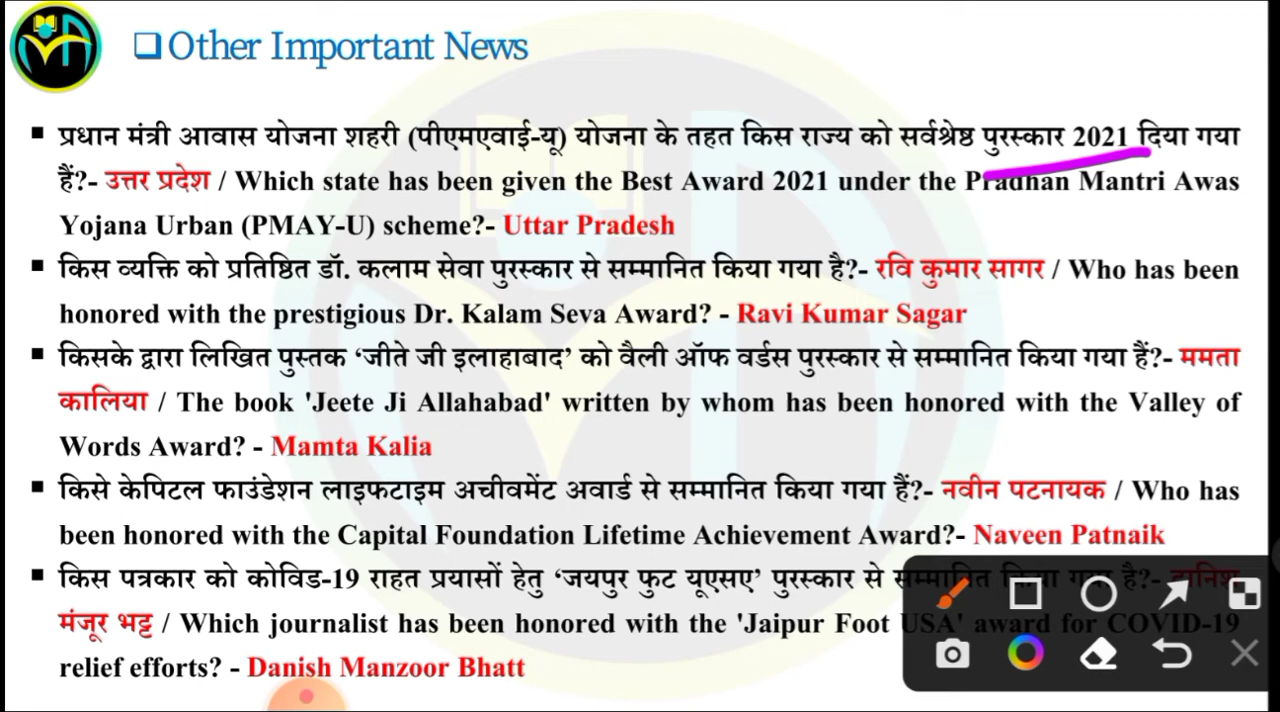 Other Important News
प्रधान मंत्री आवास योजना शहरी (पीएमएवाई-यू) योजना के तहत किस राज्य को सर्वश्रेष्ठ पुरस्कार 2021 दिया गया
हैं?- उत्तर प्रदेश / Which state has been given the Best Award 2021 under the Pradhan Mantri Awas
Yojana Urban (PMAY-U) scheme?- Uttar Pradesh
किस व्यक्ति को प्रतिष्ठित डॉ. कलाम सेवा पुरस्कार से सम्मानित किया गया है?- रवि कुमार सागर / Who has been
honored with the prestigious Dr. Kalam Seva Award? - Ravi Kumar Sagar
किसके द्वारा लिखित पुस्तक ‘जीते जी इलाहाबाद’ को वैली ऑफ वर्डस पुरस्कार से सम्मानित किया गया हैं?- ममता
कालिया / The book 'Jeete Ji Allahabad' written by whom has been honored with the Valley of
Words Award? - Mamta Kalia
किसे केपिटल फाउंडेशन लाइफटाइम अचीवमेंट अवार्ड से सम्मानित किया गया हैं?- नवीन पटनायक / Who has
been honored with the Capital Foundation Lifetime Achievement Award?- Naveen Patnaik
किस पत्रकार को कोविड-19 राहत प्रयासों हेतु ‘जयपुर फुट यूएसए’ पुरस्कार से सम्मानित किया गया है?- दानिश
मंजूर भट्ट / Which journalist has been honored with the 'Jaipur Foot USA' award for COVID-19
relief efforts? - Danish Manzoor Bhatt